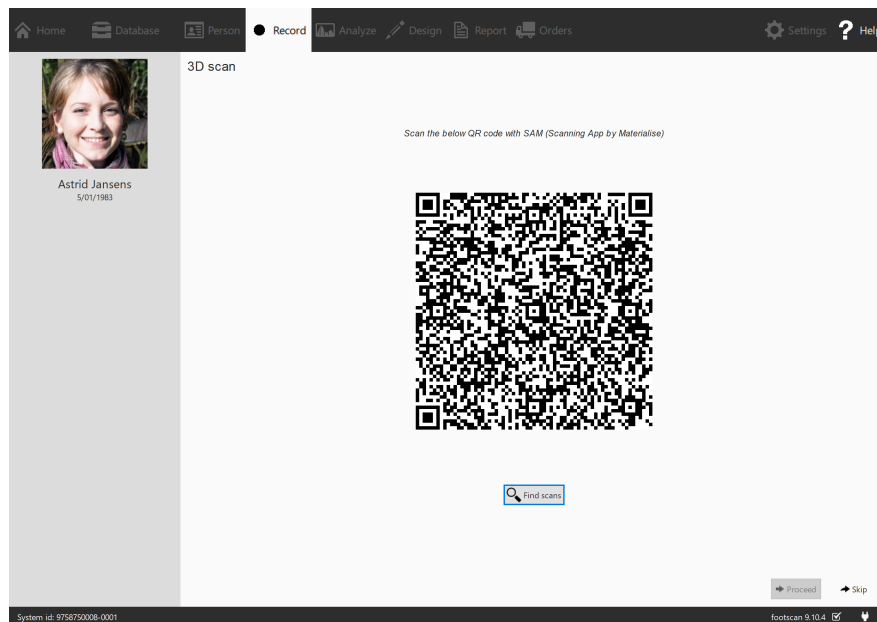 Home Database Person Record Analyze Design Report Orders Settings ? Help
3D scan
Scan the below QR code with SAM (Scanning App by Materialise)
Astrid Jansens
5/01/1983
Find scans
Proceed Skip
System id: 9758750008-0001 footscan 9.10.4